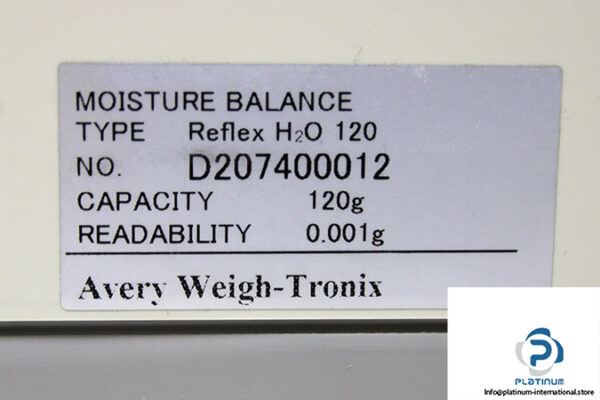 MOISTURE BALANCE
TYPE Reflex H₂O 120
NO. D207400012
CAPACITY 120g
READABILITY 0.001g
Avery Weigh-Tronix
PLATINUM
Info@platinum-international.store